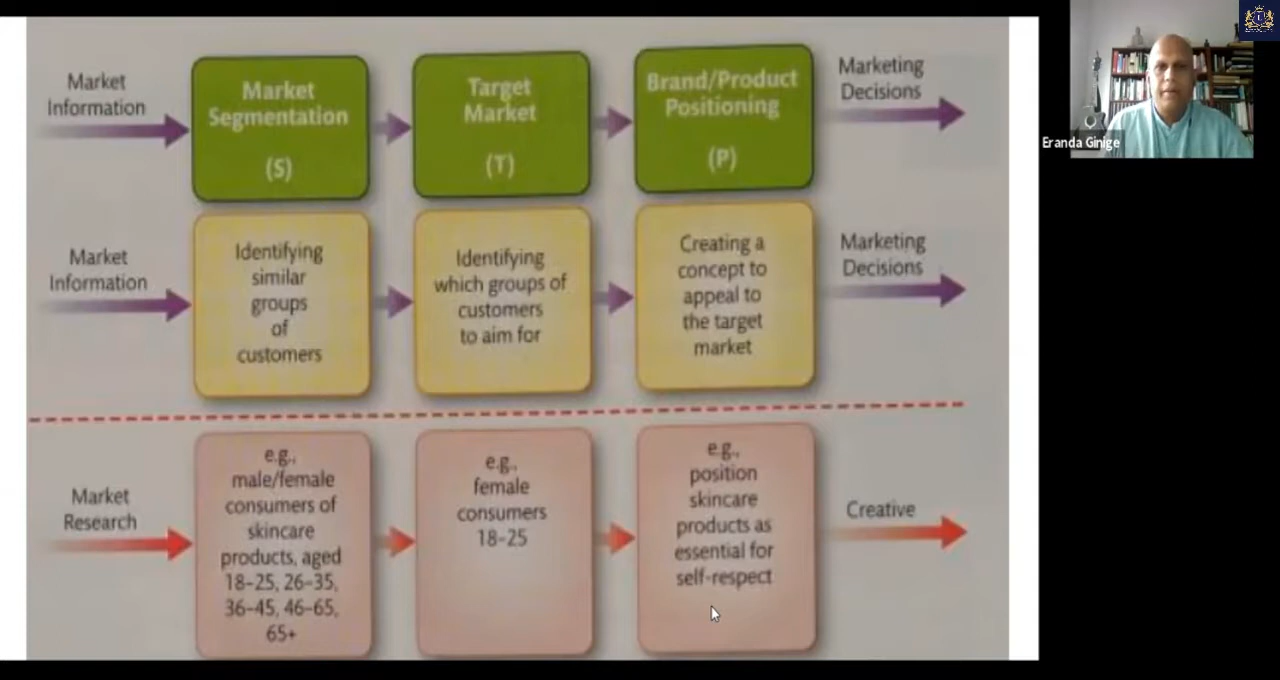 Market
Information
Market
Segmentation
(S)
Target
Market
(T)
Brand/Product
Positioning
(P)
Marketing
Decisions
Market
Information
Identifying
similar
groups
of
customers
Identifying
which groups of
customers
to aim for
Creating a
concept to
appeal to
the target
market
Marketing
Decisions
Market
Research
e.g.,
male/female
consumers of
skincare
products, aged
18–25, 26–35,
36–45, 46–65,
65+
e.g.,
female
consumers
18–25
e.g.,
position
skincare
products as
essential for
self-respect
Creative
Eranda Ginige